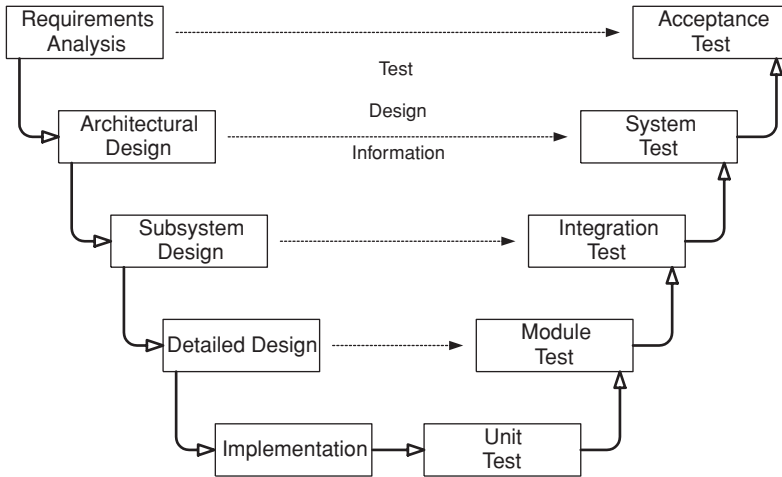 Requirements
Analysis
Acceptance
Test
Test
Design
Information
Architectural
Design
System
Test
Subsystem
Design
Integration
Test
Detailed Design
Module
Test
Implementation
Unit
Test